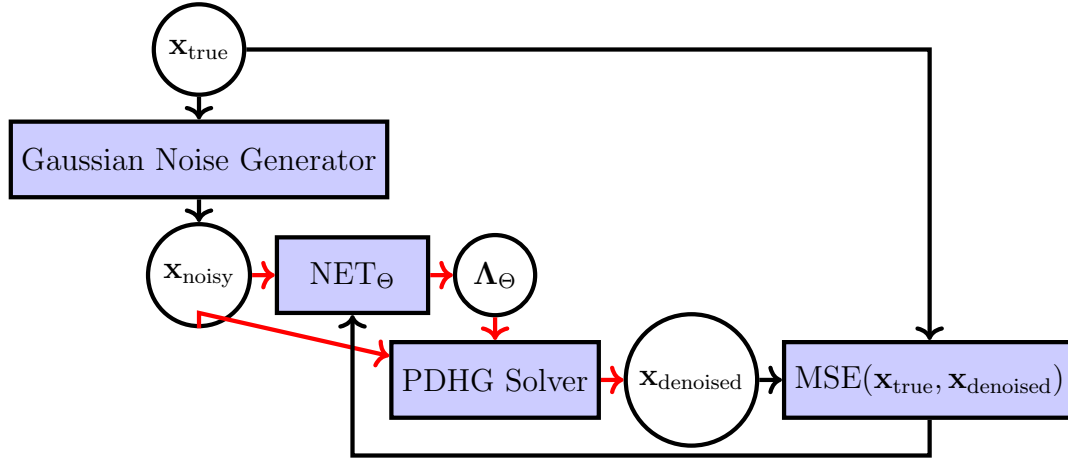 x_true
Gaussian Noise Generator
x_noisy
NET_Θ
Λ_Θ
PDHG Solver
x_denoised
MSE(x_true, x_denoised)